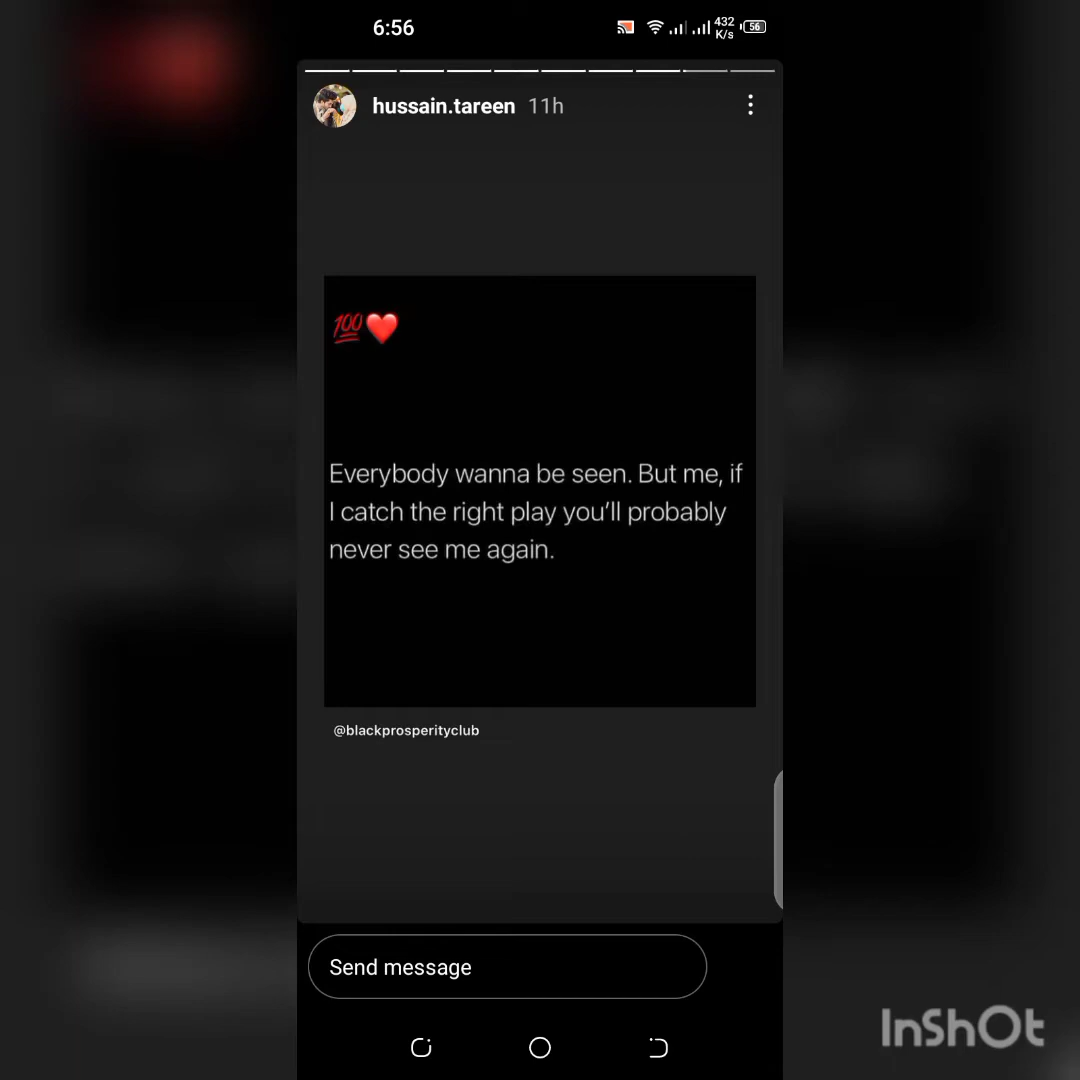 6:56
432
K/s
56
hussain.tareen 11h
💯❤️
Everybody wanna be seen. But me, if
I catch the right play you’ll probably
never see me again.
@blackprosperityclub
Send message
InShOt